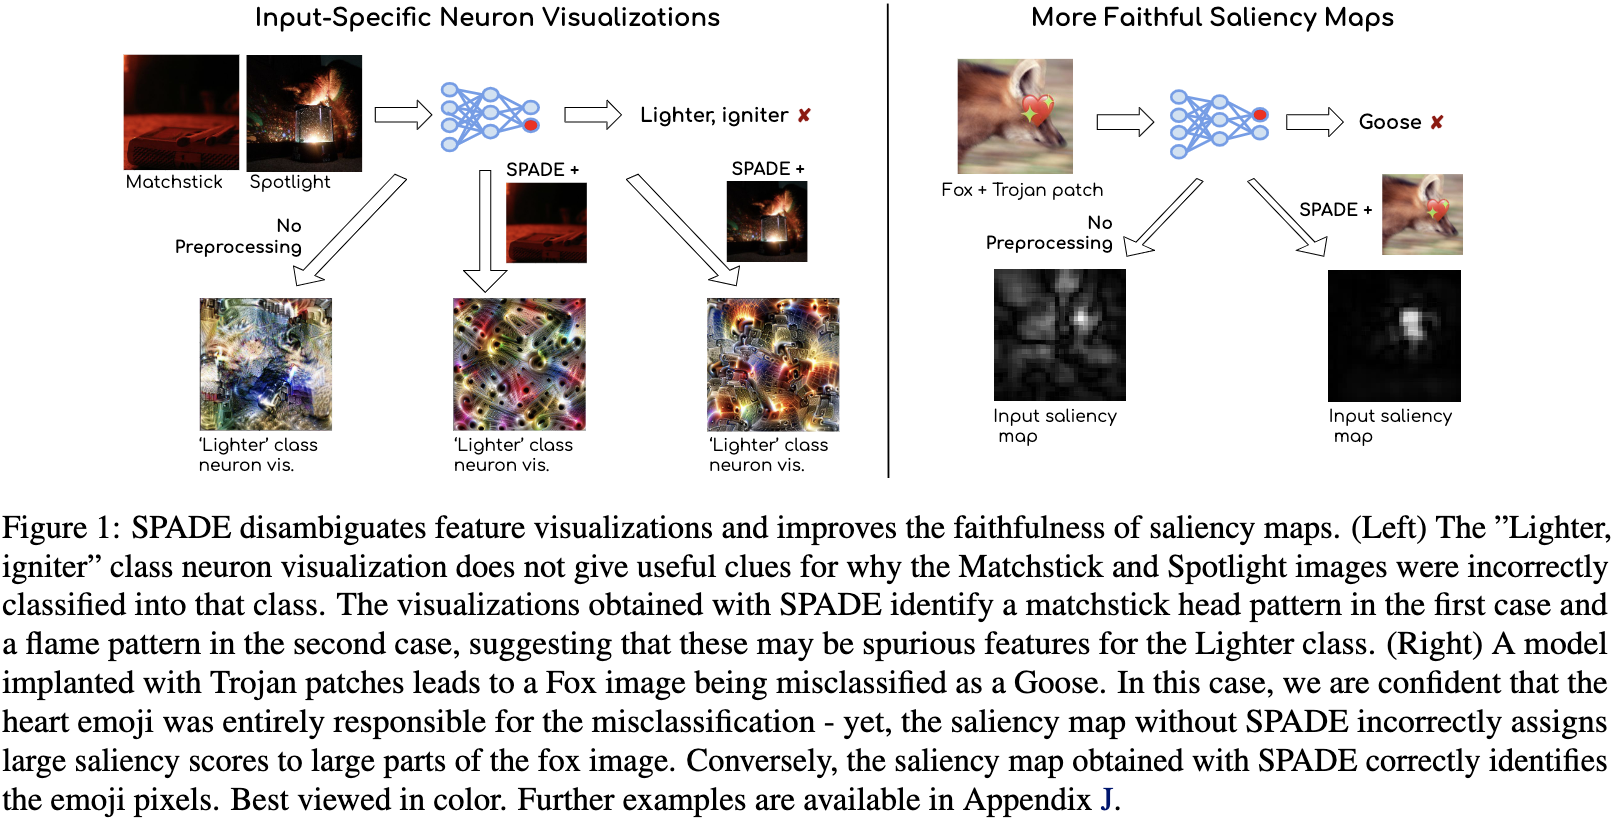 Input-Specific Neuron Visualizations
Matchstick
Spotlight
Lighter, igniter ✘
No
Preprocessing
SPADE +
SPADE +
‘Lighter’ class
neuron vis.
‘Lighter’ class
neuron vis.
‘Lighter’ class
neuron vis.
More Faithful Saliency Maps
Fox + Trojan patch
Goose ✘
No
Preprocessing
SPADE +
Input saliency
map
Input saliency
map
Figure 1: SPADE disambiguates feature visualizations and improves the faithfulness of saliency maps. (Left) The ”Lighter,
igniter” class neuron visualization does not give useful clues for why the Matchstick and Spotlight images were incorrectly
classified into that class. The visualizations obtained with SPADE identify a matchstick head pattern in the first case and
a flame pattern in the second case, suggesting that these may be spurious features for the Lighter class. (Right) A model
implanted with Trojan patches leads to a Fox image being misclassified as a Goose. In this case, we are confident that the
heart emoji was entirely responsible for the misclassification - yet, the saliency map without SPADE incorrectly assigns
large saliency scores to large parts of the fox image. Conversely, the saliency map obtained with SPADE correctly identifies
the emoji pixels. Best viewed in color. Further examples are available in Appendix J.